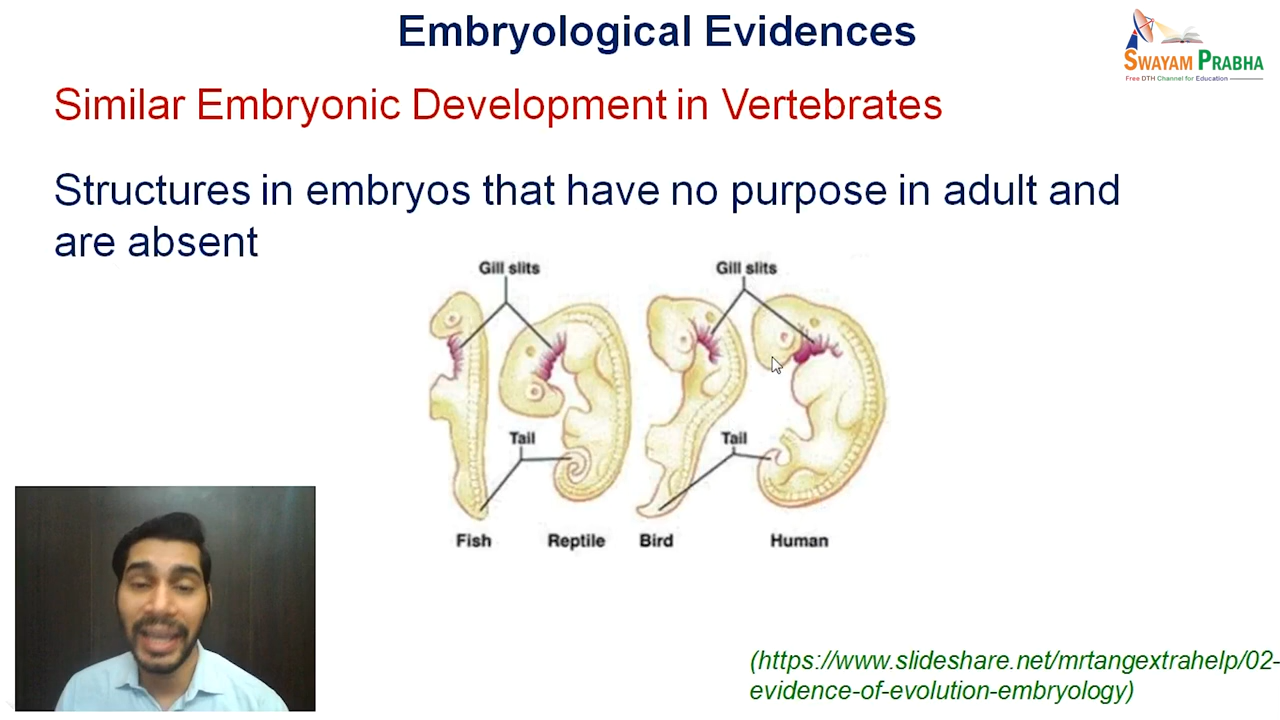 Embryological Evidences
SWAYAM PRABHA
Free DTH Channel for Education
Similar Embryonic Development in Vertebrates
Structures in embryos that have no purpose in adult and
are absent
Gill slits
Gill slits
Tail
Tail
Fish
Reptile
Bird
Human
(https://www.slideshare.net/mrtangextrahelp/02-
evidence-of-evolution-embryology)